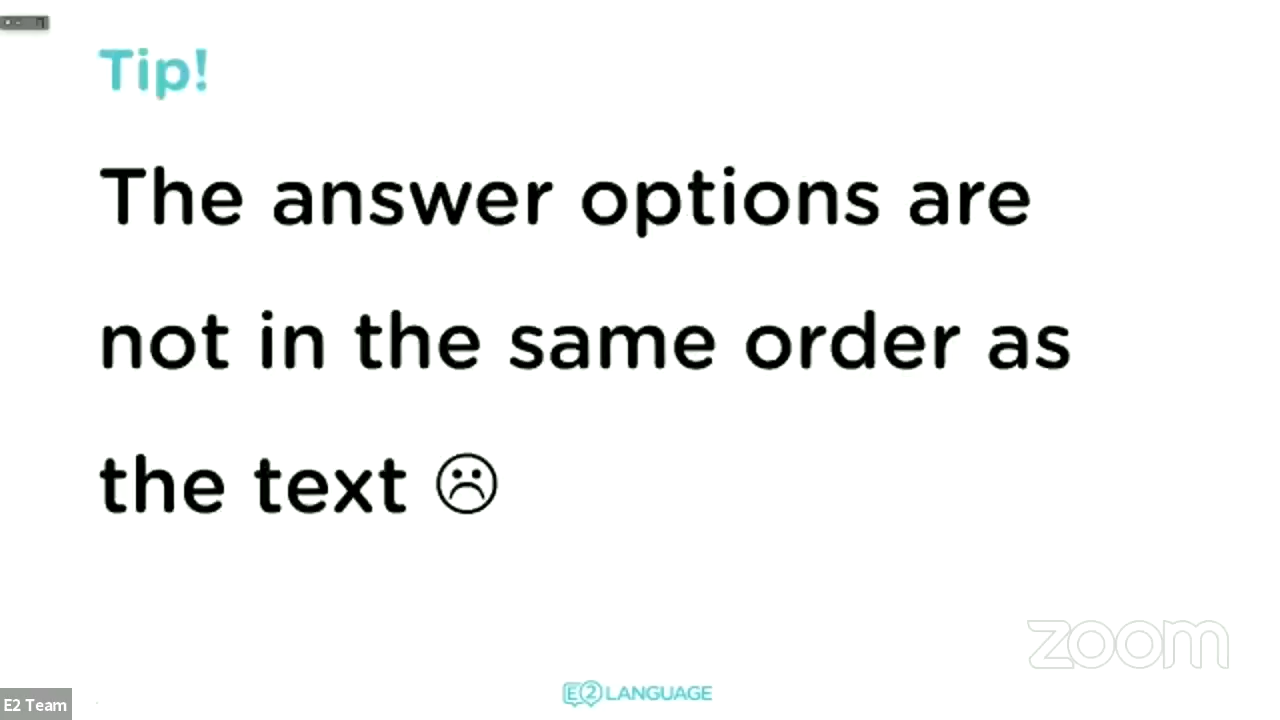 Tip!
The answer options are
not in the same order as
the text ☹
zoom
E2 LANGUAGE
E2 Team